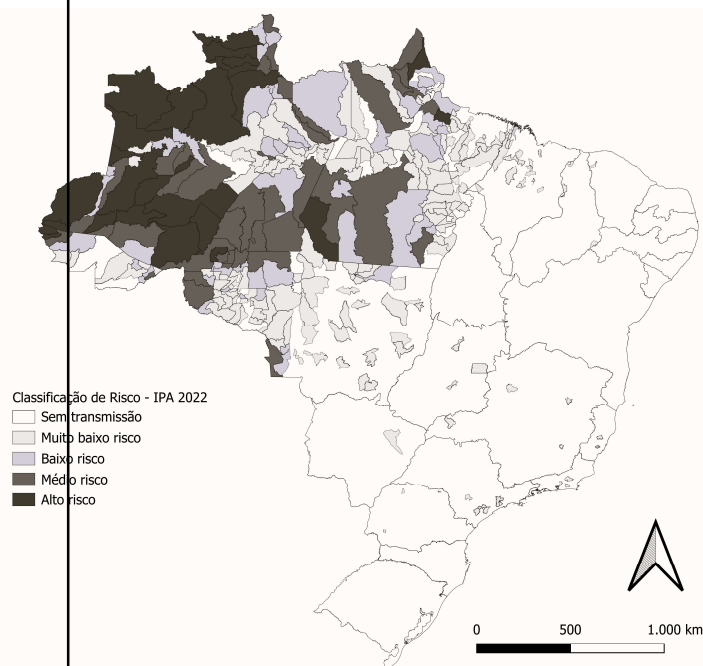 Classificação de Risco - IPA 2022
Sem transmissão
Muito baixo risco
Baixo risco
Médio risco
Alto risco
0 500 1.000 km